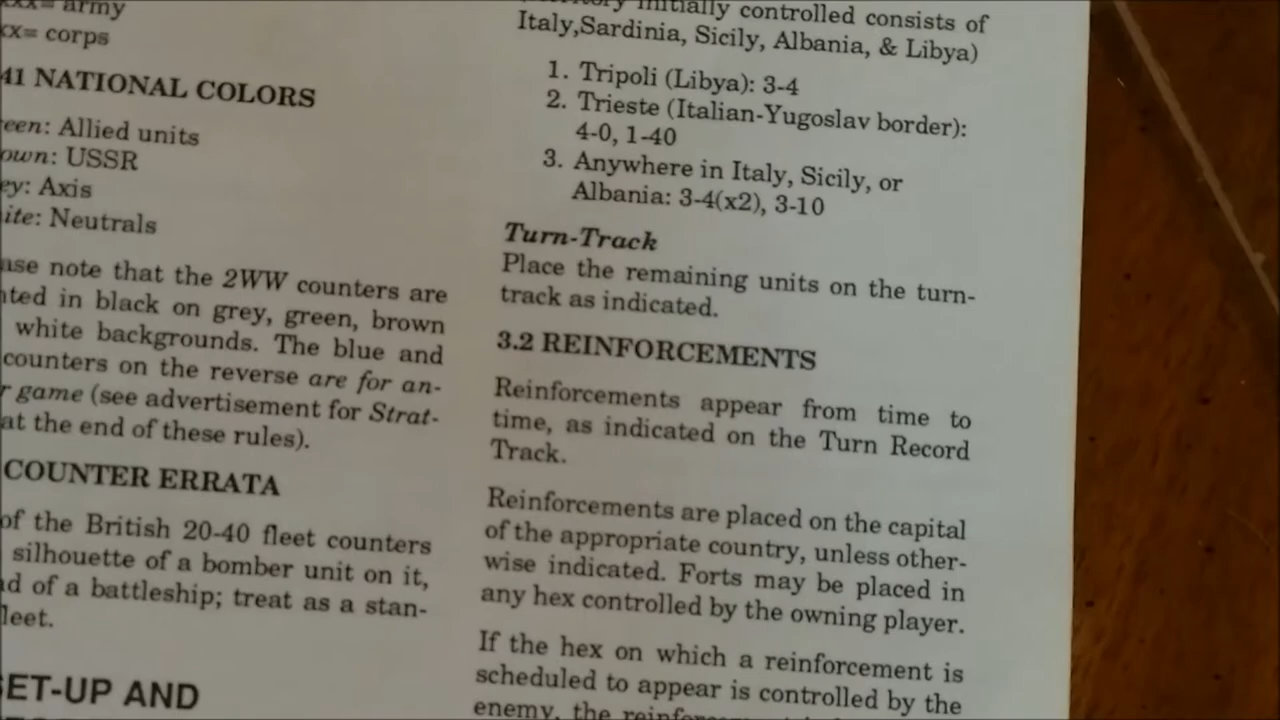 xxx= army
xx= corps
41 NATIONAL COLORS
een: Allied units
own: USSR
ey: Axis
ite: Neutrals
ase note that the 2WW counters are
nted in black on grey, green, brown
white backgrounds. The blue and
counters on the reverse are for an-
r game (see advertisement for Strat-
at the end of these rules).
COUNTER ERRATA
of the British 20-40 fleet counters
silhouette of a bomber unit on it,
ad of a battleship; treat as a stan-
leet.
SET-UP AND
initially controlled consists of
Italy,Sardinia, Sicily, Albania, & Libya)
1. Tripoli (Libya): 3-4
2. Trieste (Italian-Yugoslav border):
4-0, 1-40
3. Anywhere in Italy, Sicily, or
Albania: 3-4(x2), 3-10
Turn-Track
Place the remaining units on the turn-
track as indicated.
3.2 REINFORCEMENTS
Reinforcements appear from time to
time, as indicated on the Turn Record
Track.
Reinforcements are placed on the capital
of the appropriate country, unless other-
wise indicated. Forts may be placed in
any hex controlled by the owning player.
If the hex on which a reinforcement is
scheduled to appear is controlled by the
enemy, the